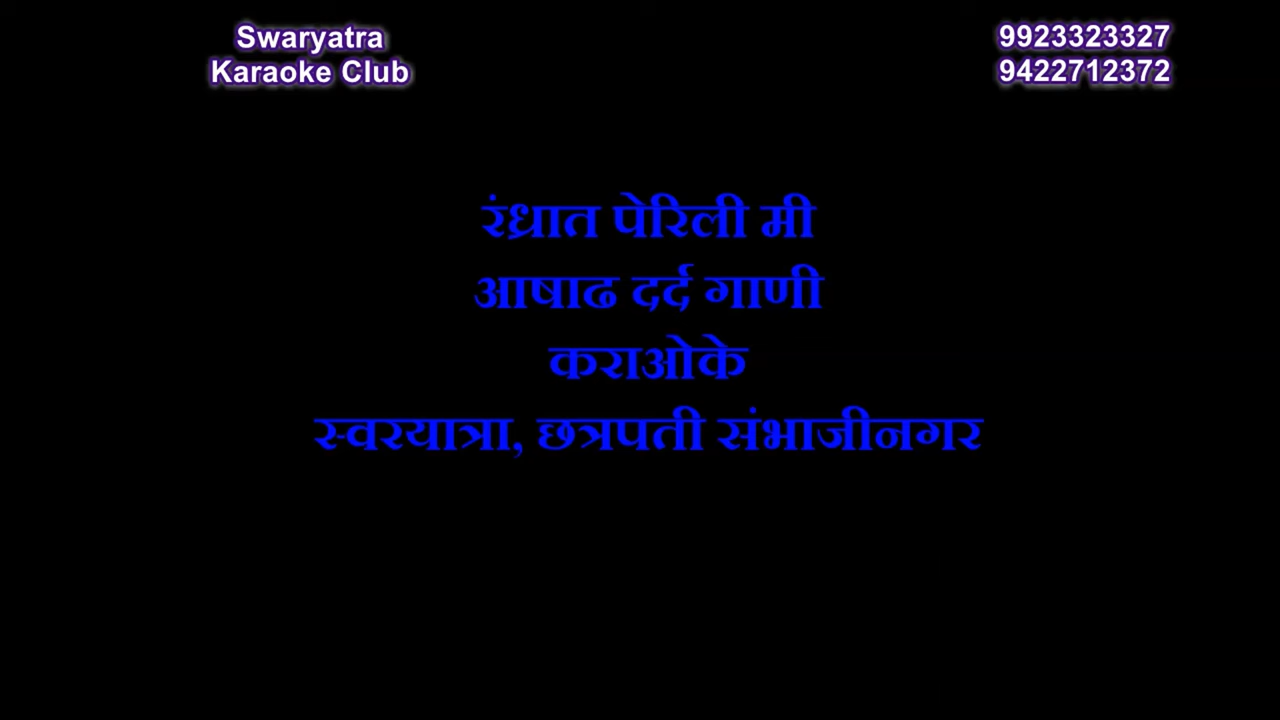 Swaryatra
Karaoke Club
9923323327
9422712372
रंध्रात पेरिली मी
आषाढ दर्द गाणी
कराओके
स्वरयात्रा, छत्रपती संभाजीनगर